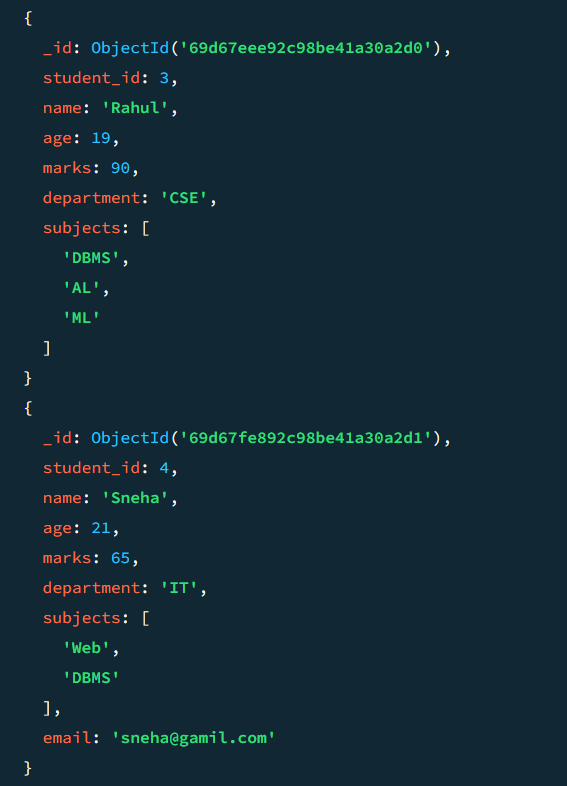 {
  _id: ObjectId('69d67eee92c98be41a30a2d0'),
  student_id: 3,
  name: 'Rahul',
  age: 19,
  marks: 90,
  department: 'CSE',
  subjects: [
    'DBMS',
    'AL',
    'ML'
  ]
}
{
  _id: ObjectId('69d67fe892c98be41a30a2d1'),
  student_id: 4,
  name: 'Sneha',
  age: 21,
  marks: 65,
  department: 'IT',
  subjects: [
    'Web',
    'DBMS'
  ],
  email: 'sneha@gamil.com'
}